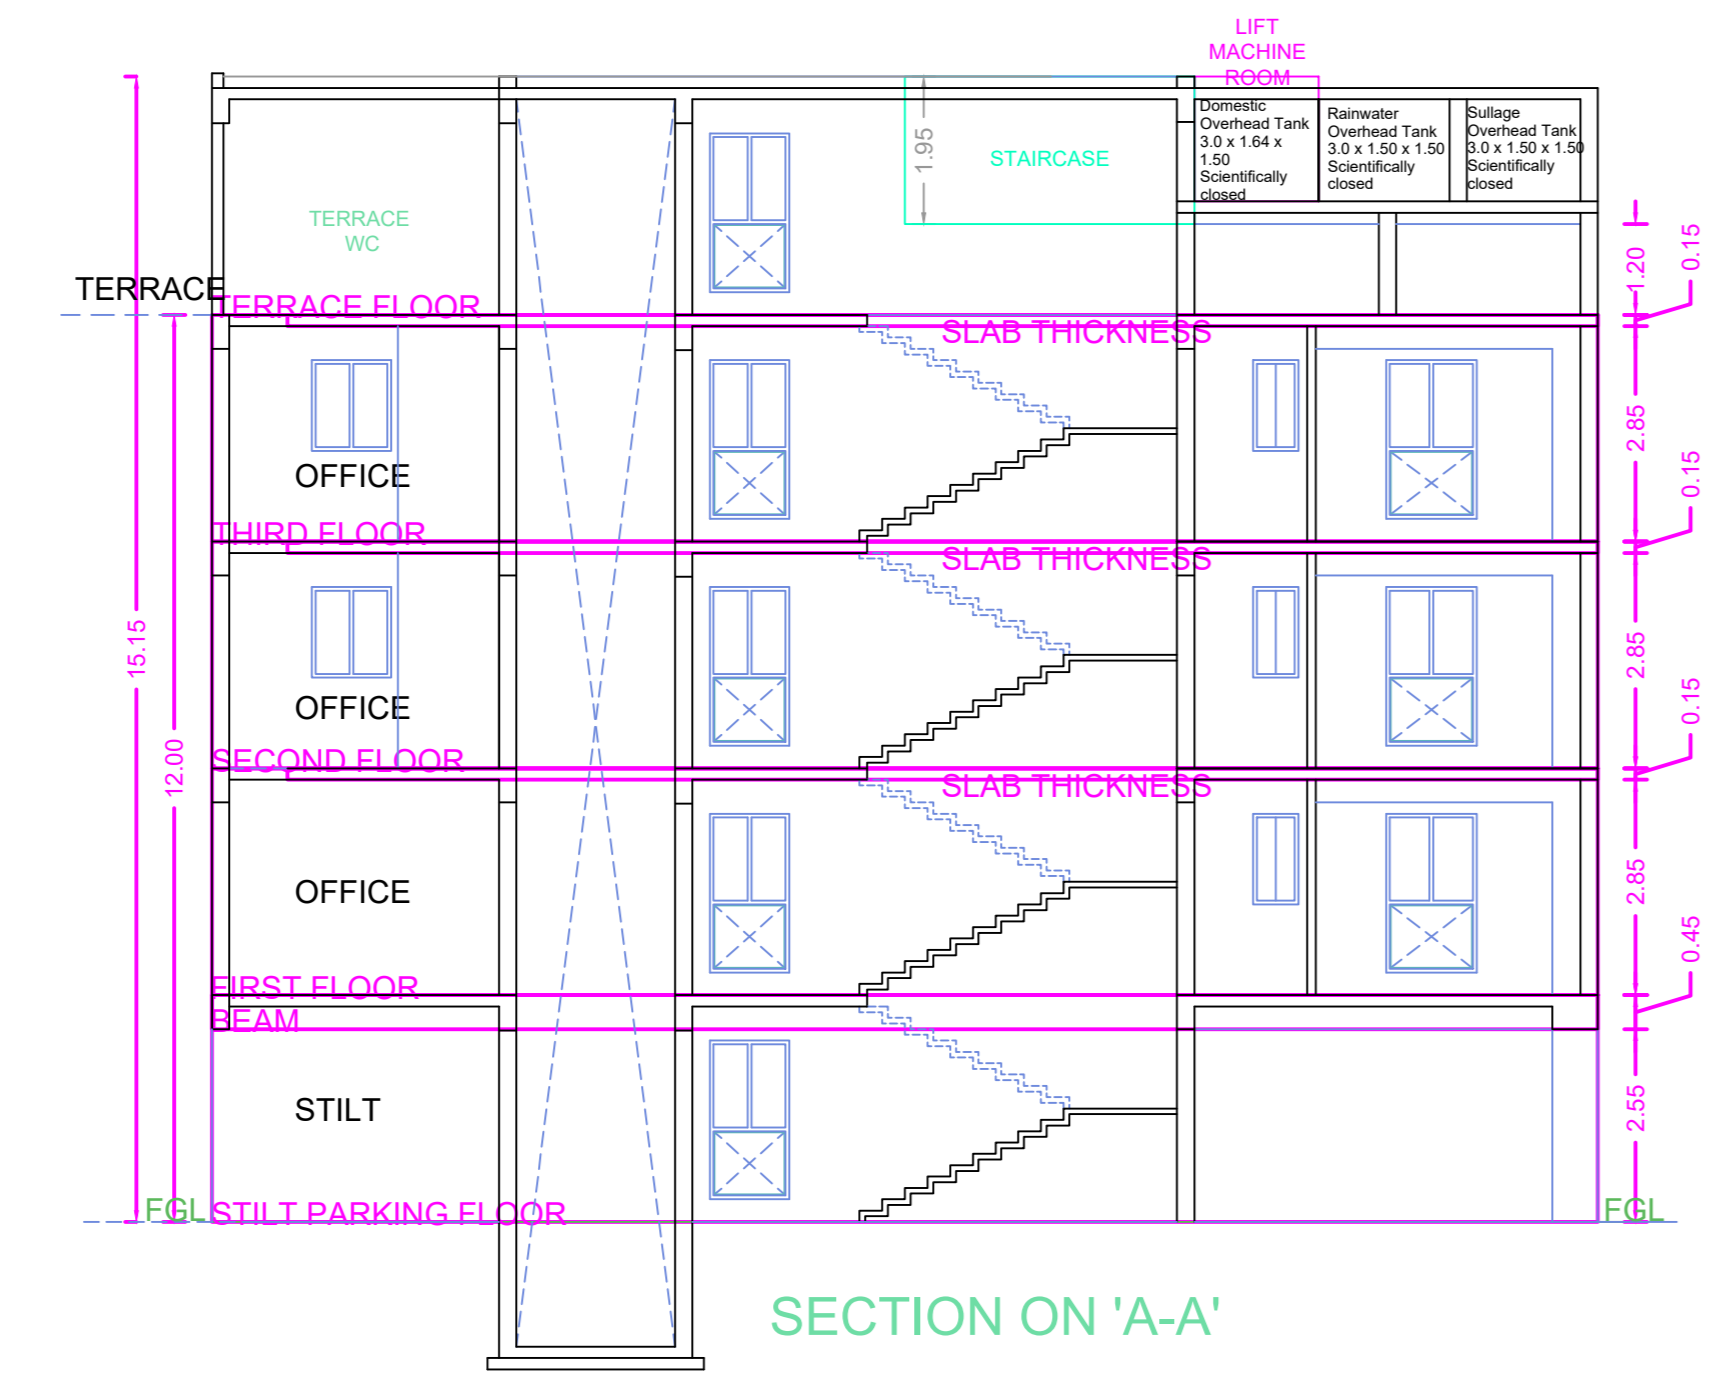 LIFT
MACHINE
ROOM
Domestic
Overhead Tank
3.0 x 1.64 x
1.50
Scientifically
closed
Rainwater
Overhead Tank
3.0 x 1.50 x 1.50
Scientifically
closed
Sullage
Overhead Tank
3.0 x 1.50 x 1.50
Scientifically
closed
1.95
STAIRCASE
TERRACE
WC
1.20
0.15
TERRACE
TERRACE FLOOR
SLAB THICKNESS
2.85
OFFICE
0.15
THIRD FLOOR
SLAB THICKNESS
15.15
2.85
OFFICE
0.15
12.00
SECOND FLOOR
SLAB THICKNESS
2.85
OFFICE
0.45
FIRST FLOOR
BEAM
STILT
2.55
FGL
STILT PARKING FLOOR
FGL
SECTION ON 'A-A'